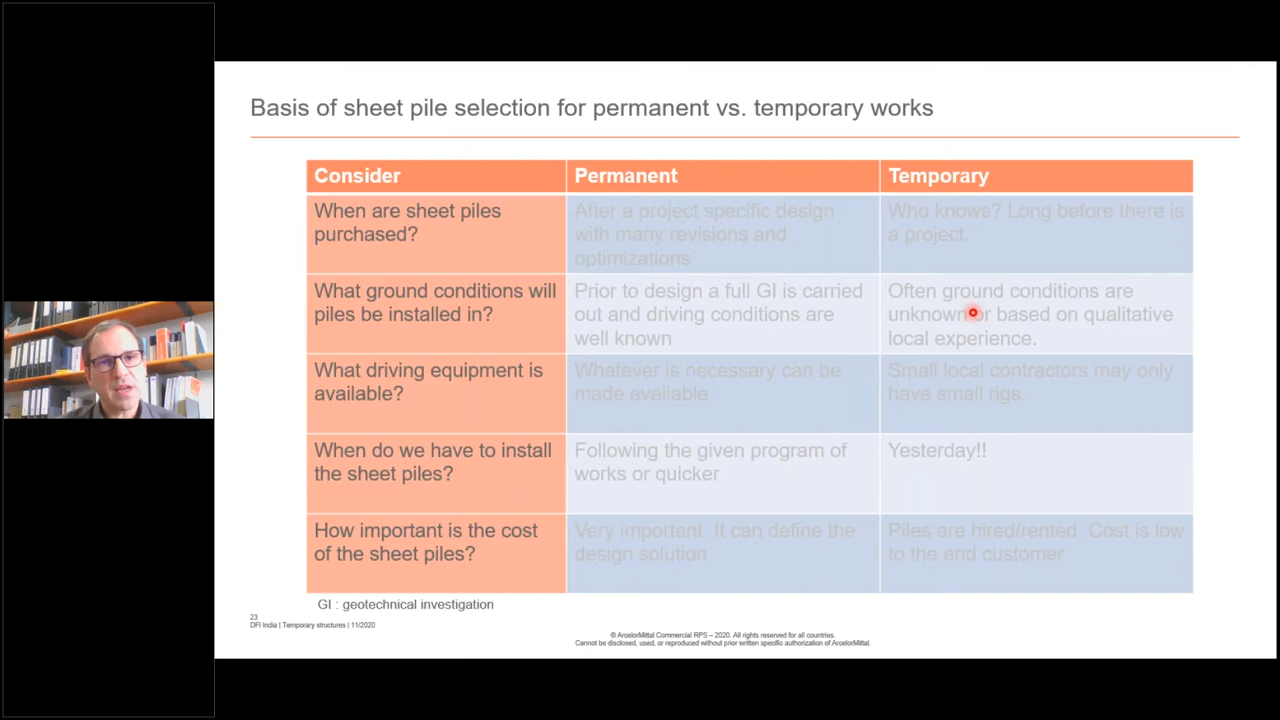 Basis of sheet pile selection for permanent vs. temporary works
Consider
Permanent
Temporary
When are sheet piles
purchased?
After a project specific design
with many revisions and
optimizations
Who knows? Long before there is
a project.
What ground conditions will
piles be installed in?
Prior to design a full GI is carried
out and driving conditions are
well known
Often ground conditions are
unknown or based on qualitative
local experience.
What driving equipment is
available?
Whatever is necessary can be
made available
Small local contractors may only
have small rigs
When do we have to install
the sheet piles?
Following the given program of
works or quicker
Yesterday!!
How important is the cost
of the sheet piles?
Very important. It can define the
design solution
Piles are hired/rented. Cost is low
to the end customer
GI : geotechnical investigation
23
DFI India | Temporary structures | 11/2020
© ArcelorMittal Commercial RPS – 2020. All rights reserved for all countries.
Cannot be disclosed, used, or reproduced without prior written specific authorization of ArcelorMittal.